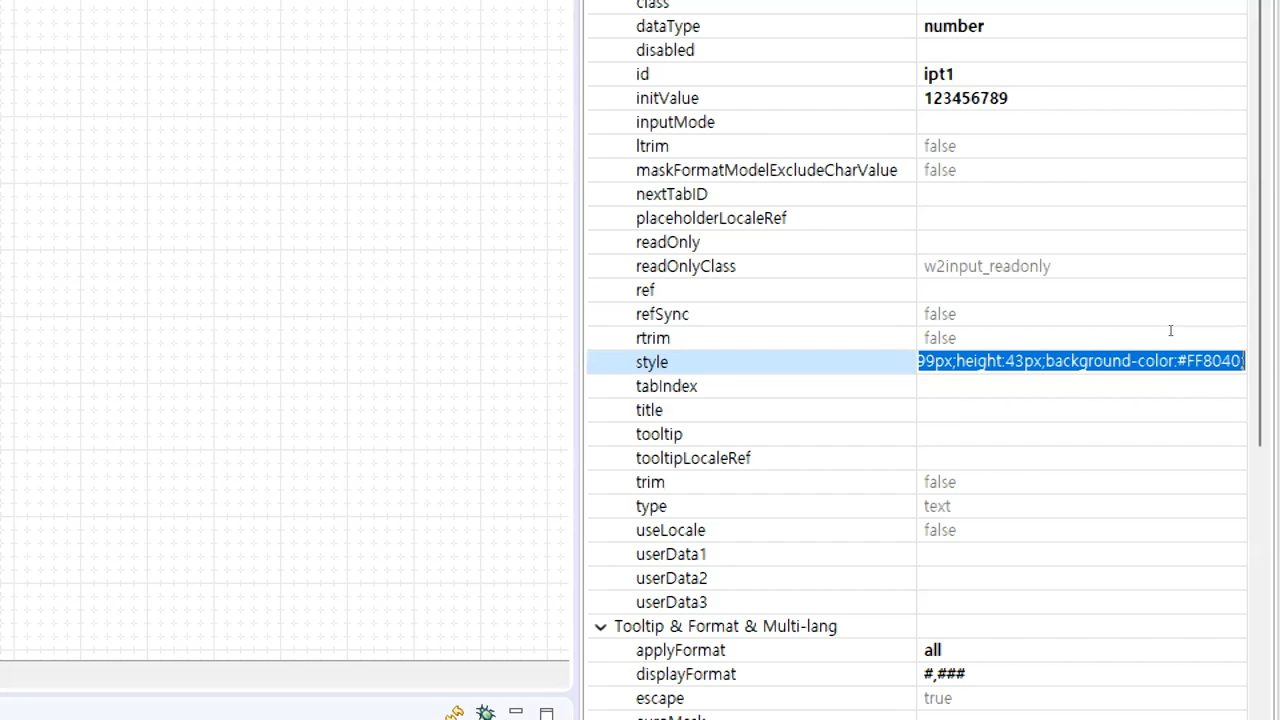 class
dataType number
disabled
id ipt1
initValue 123456789
inputMode
ltrim false
maskFormatModelExcludeCharValue false
nextTabID
placeholderLocaleRef
readOnly
readOnlyClass w2input_readonly
ref
refSync false
rtrim false
style 99px;height:43px;background-color:#FF8040;
tabIndex
title
tooltip
tooltipLocaleRef
trim false
type text
useLocale false
userData1
userData2
userData3
Tooltip & Format & Multi-lang
applyFormat all
displayFormat #,###
escape true